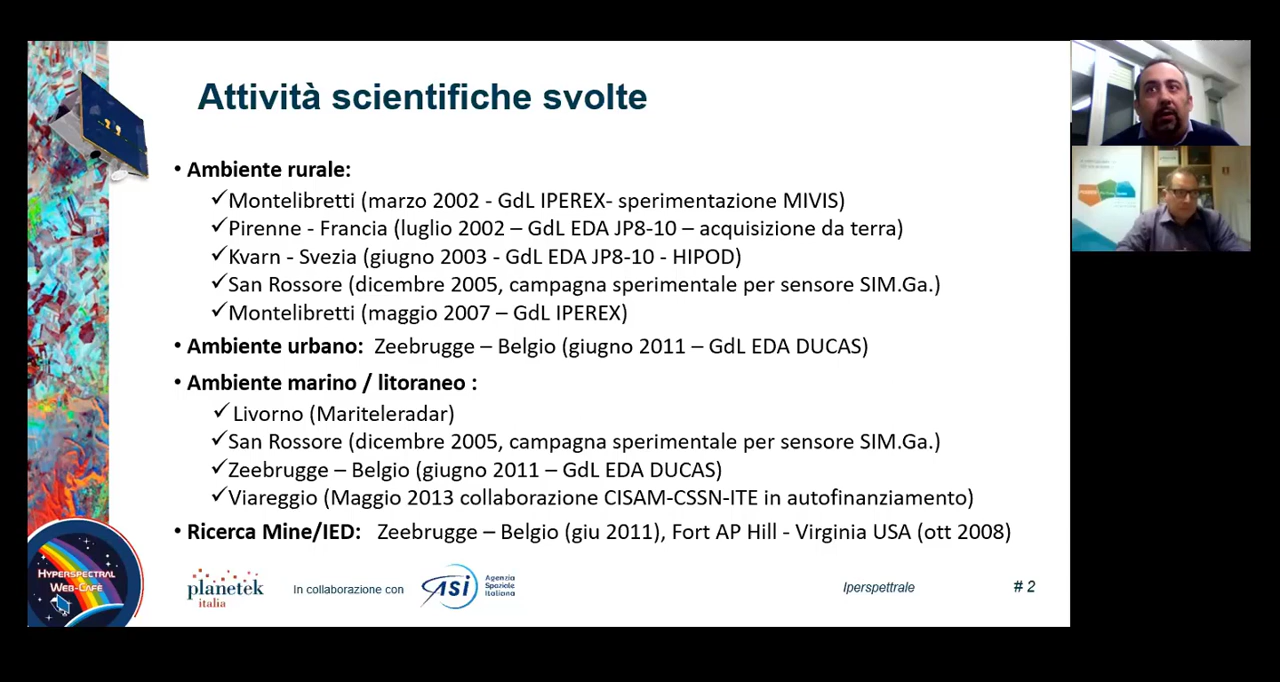 Attività scientifiche svolte
• Ambiente rurale:
✓Montelibretti (marzo 2002 - GdL IPEREX- sperimentazione MIVIS)
✓Pirenne - Francia (luglio 2002 – GdL EDA JP8-10 – acquisizione da terra)
✓Kvarn - Svezia (giugno 2003 - GdL EDA JP8-10 - HIPOD)
✓San Rossore (dicembre 2005, campagna sperimentale per sensore SIM.Ga.)
✓Montelibretti (maggio 2007 – GdL IPEREX)
• Ambiente urbano: Zeebrugge – Belgio (giugno 2011 – GdL EDA DUCAS)
• Ambiente marino / litoraneo :
✓Livorno (Mariteleradar)
✓San Rossore (dicembre 2005, campagna sperimentale per sensore SIM.Ga.)
✓Zeebrugge – Belgio (giugno 2011 – GdL EDA DUCAS)
✓Viareggio (Maggio 2013 collaborazione CISAM-CSSN-ITE in autofinanziamento)
• Ricerca Mine/IED: Zeebrugge – Belgio (giu 2011), Fort AP Hill - Virginia USA (ott 2008)
Hyperspectral
Web-Cafè
planetek
italia
In collaborazione con
asi
Agenzia
Spaziale
Italiana
Iperspettrale
# 2